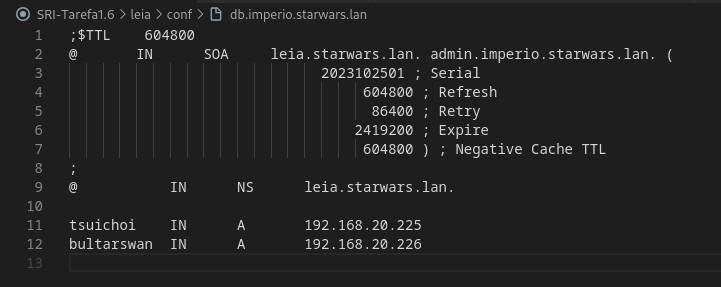 SRI-Tarefa1.6 > leia > conf > db.imperio.starwars.lan
1 ;$TTL 604800
2 @ IN SOA leia.starwars.lan. admin.imperio.starwars.lan. (
3 2023102501 ; Serial
4 604800 ; Refresh
5 86400 ; Retry
6 2419200 ; Expire
7 604800 ) ; Negative Cache TTL
8 ;
9 @ IN NS leia.starwars.lan.
10
11 tsuichoi IN A 192.168.20.225
12 bultarswan IN A 192.168.20.226
13